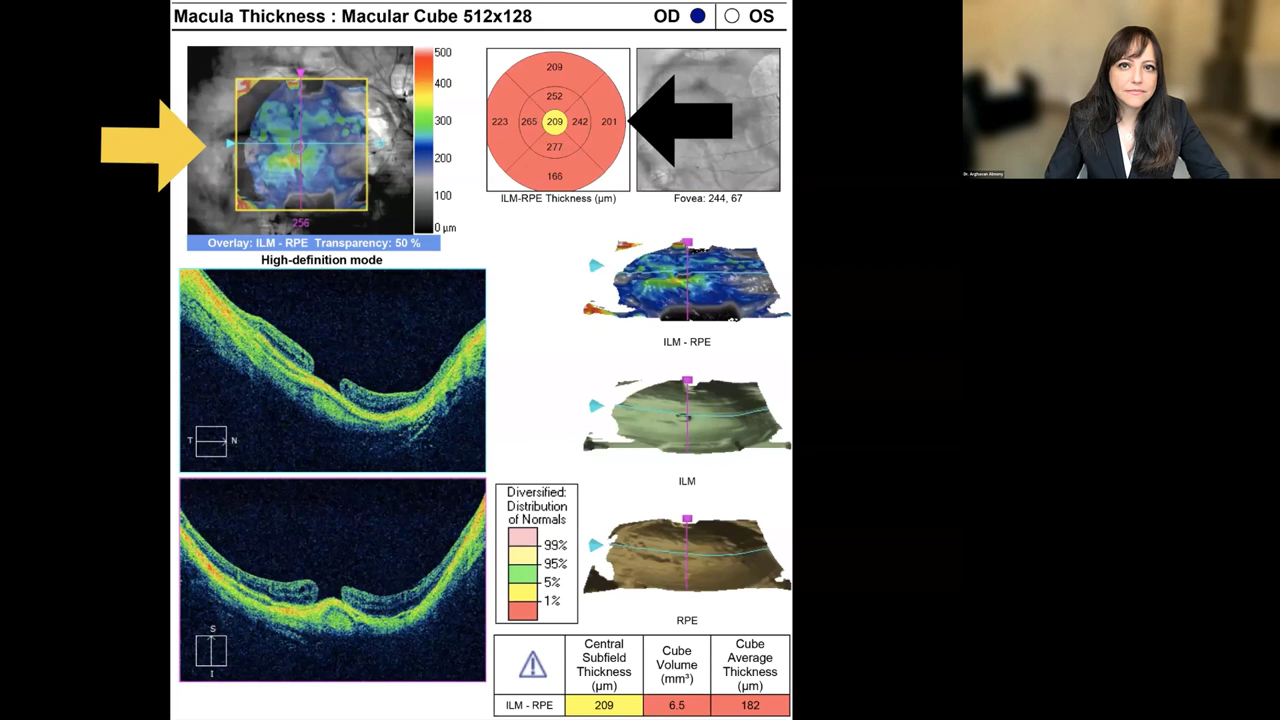 Macula Thickness : Macular Cube 512x128
OD OS
500
400
300
200
100
0 µm
256
Overlay: ILM - RPE Transparency: 50 %
209
252
223 265 209 242 201
277
166
ILM-RPE Thickness (µm)
Fovea: 244, 67
Dr. Arghavan Almony
High-definition mode
T N
S
I
ILM - RPE
ILM
RPE
Diversified:
Distribution
of Normals
99%
95%
5%
1%
Central
Subfield
Thickness
(µm)
Cube
Volume
(mm³)
Cube
Average
Thickness
(µm)
ILM - RPE 209 6.5 182